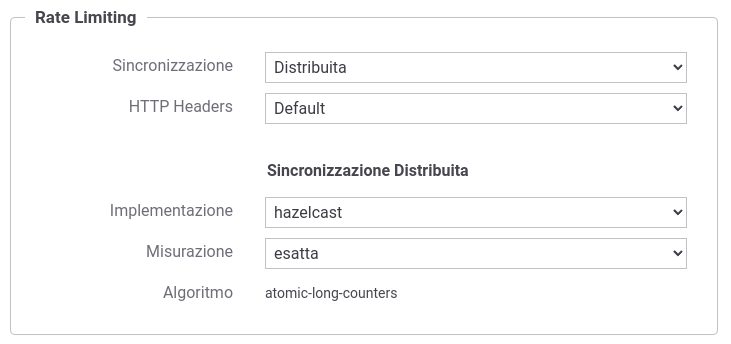 Rate Limiting
Sincronizzazione Distribuita
HTTP Headers Default
Sincronizzazione Distribuita
Implementazione hazelcast
Misurazione esatta
Algoritmo atomic-long-counters